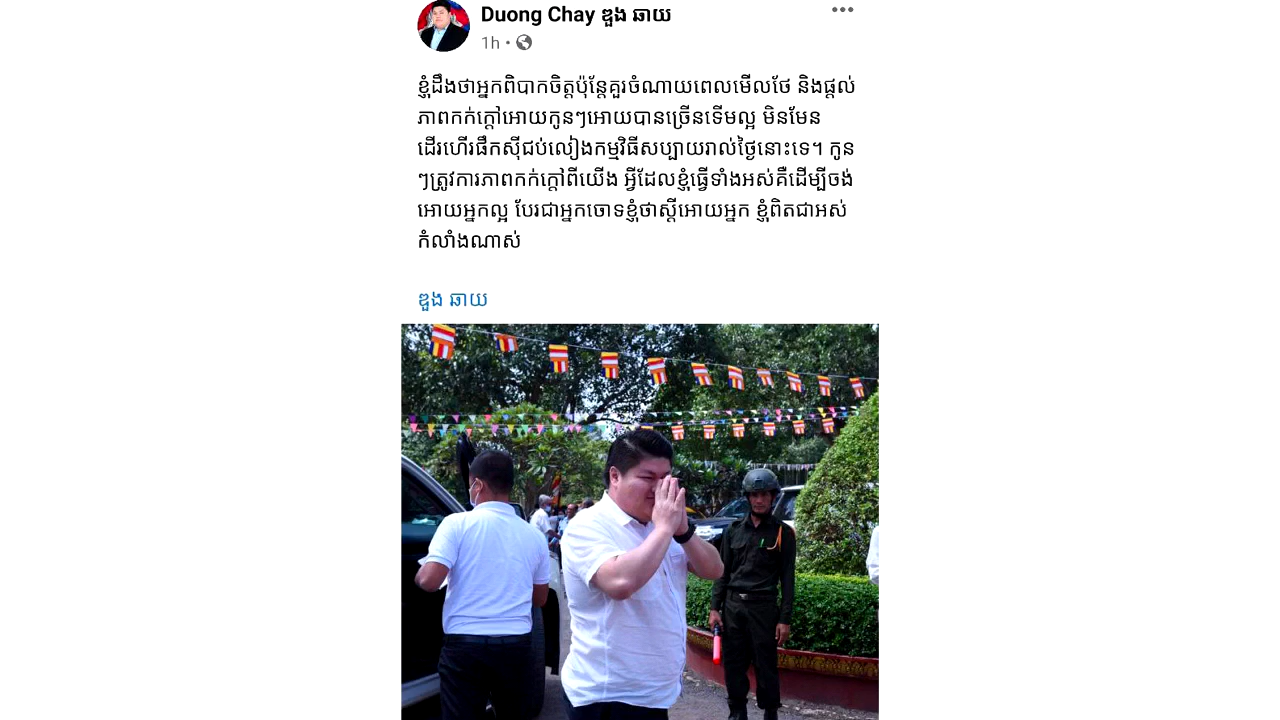 Duong Chay ឌួង ឆាយ
1h •
ខ្ញុំដឹងថាអ្នកពិបាកចិត្តប៉ុន្តែគួរចំណាយពេលមើលថែ និងផ្តល់
ភាពកក់ក្តៅអោយកូនៗអោយបានច្រើនទើមល្អ មិនមែន
ដើរហើរផឹកស៊ីជប់លៀងកម្មវិធីសប្បាយរាល់ថ្ងៃនោះទេ។ កូន
ៗត្រូវការភាពកក់ក្តៅពីយើង អ្វីដែលខ្ញុំធ្វើទាំងអស់គឺដើម្បីចង់
អោយអ្នកល្អ បែរជាអ្នកចោទខ្ញុំថាស្តីអោយអ្នក ខ្ញុំពិតជាអស់
កំលាំងណាស់
ឌួង ឆាយ